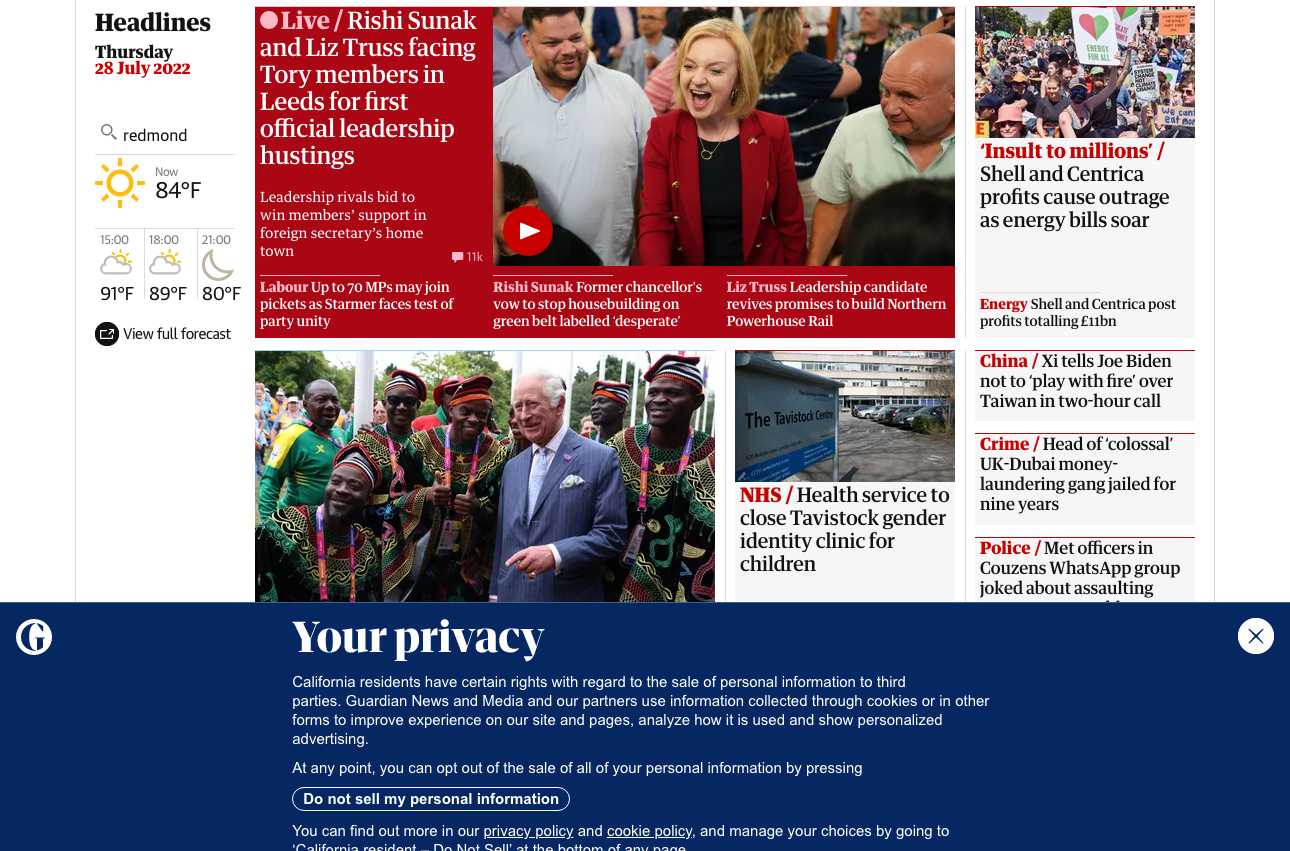 Headlines
Thursday
28 July 2022
redmond
Now
84°F
15:00
18:00
21:00
91°F
89°F
80°F
View full forecast
Live / Rishi Sunak
and Liz Truss facing
Tory members in
Leeds for first
official leadership
hustings
Leadership rivals bid to
win members’ support in
foreign secretary’s home
town
11k
Labour Up to 70 MPs may join
pickets as Starmer faces test of
party unity
Rishi Sunak Former chancellor's
vow to stop housebuilding on
green belt labelled ‘desperate’
Liz Truss Leadership candidate
revives promises to build Northern
Powerhouse Rail
ENERGY
FOR ALL
SYSTEM
CHANGE
NOT
CLIMATE
CHANGE
‘Insult to millions’ /
Shell and Centrica
profits cause outrage
as energy bills soar
Energy Shell and Centrica post
profits totalling £11bn
The Tavistock Centre
NHS / Health service to
close Tavistock gender
identity clinic for
children
China / Xi tells Joe Biden
not to ‘play with fire’ over
Taiwan in two-hour call
Crime / Head of ‘colossal’
UK-Dubai money-
laundering gang jailed for
nine years
Police / Met officers in
Couzens WhatsApp group
joked about assaulting
Your privacy
California residents have certain rights with regard to the sale of personal information to third
parties. Guardian News and Media and our partners use information collected through cookies or in other
forms to improve experience on our site and pages, analyze how it is used and show personalized
advertising.
At any point, you can opt out of the sale of all of your personal information by pressing
Do not sell my personal information
You can find out more in our privacy policy and cookie policy, and manage your choices by going to
‘California resident – Do Not Sell’ at the bottom of any page.